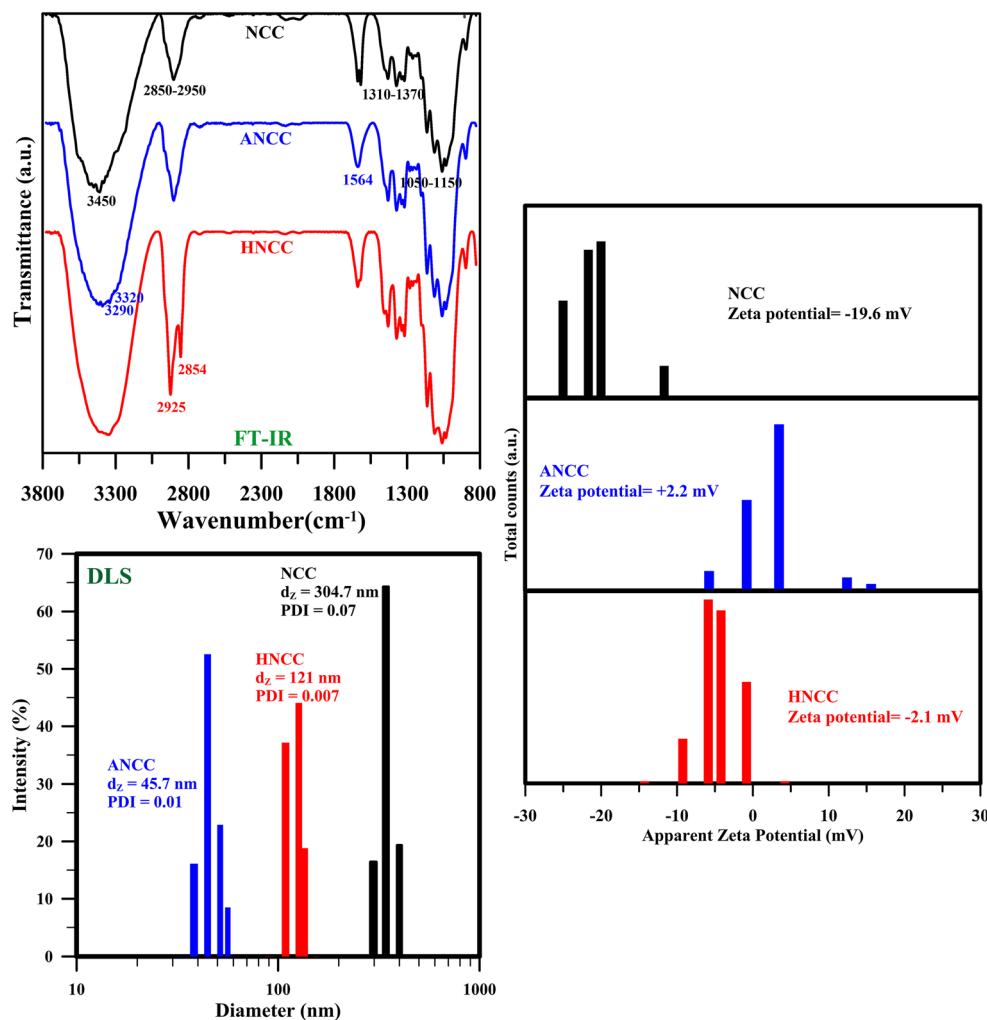 NCC
2850-2950
1310-1370
ANCC
3450
1564
1050-1150
HNCC
3320
3290
2854
2925
FT-IR
Transmittance (a.u.)
3800 3300 2800 2300 1800 1300 800
Wavenumber(cm⁻¹)
NCC
Zeta potential= -19.6 mV
ANCC
Zeta potential= +2.2 mV
HNCC
Zeta potential= -2.1 mV
Total counts (a.u.)
-30 -20 -10 0 10 20 30
Apparent Zeta Potential (mV)
DLS
NCC
dZ = 304.7 nm
PDI = 0.07
HNCC
dZ = 121 nm
PDI = 0.007
ANCC
dZ = 45.7 nm
PDI = 0.01
Intensity (%)
70
60
50
40
30
20
10
0
10 100 1000
Diameter (nm)